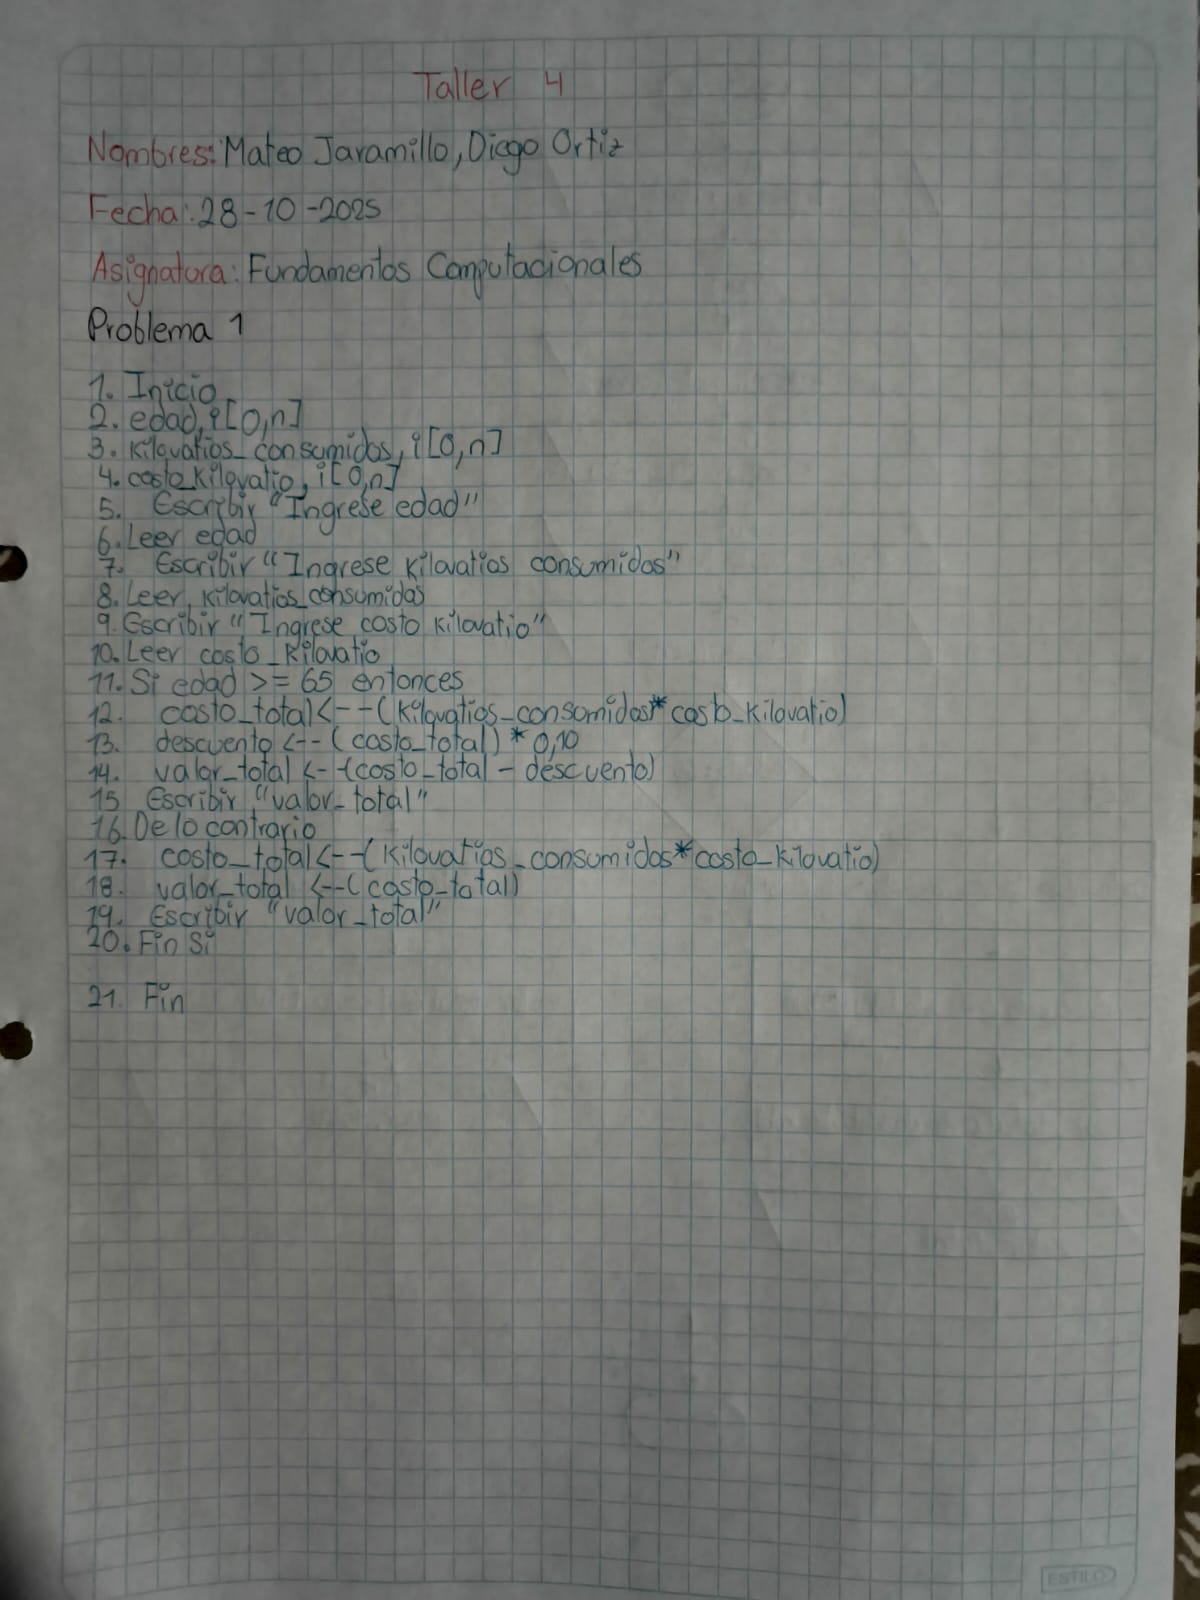 Taller 4
Nombres: Mateo Jaramillo, Diego Ortiz
Fecha: 28-10-2025
Asignatura: Fundamentos Computacionales
Problema 1
1. Inicio
2. edad, i[0,n]
3. Kilovatios_consumidos, i[0,n]
4. costo_Kilovatio, i[0,n]
5. Escribir "Ingrese edad"
6. Leer edad
7. Escribir "Ingrese Kilovatios consumidos"
8. Leer, Kilovatios_consumidos
9. Escribir "Ingrese costo Kilovatio"
10. Leer costo_Kilovatio
11. Si edad >= 65 entonces
12. costo_total<--(Kilovatios_consumidos*costo_Kilovatio)
13. descuento <--(costo_total)*0,10
14. valor_total <--(costo_total - descuento)
15 Escribir "valor_total"
16. De lo contrario
17. costo_total<--(Kilovatios_consumidos*costo_Kilovatio)
18. valor_total <--(costo_total)
19. Escribir "valor_total"
20. Fin Si
21. Fin
ESTILO